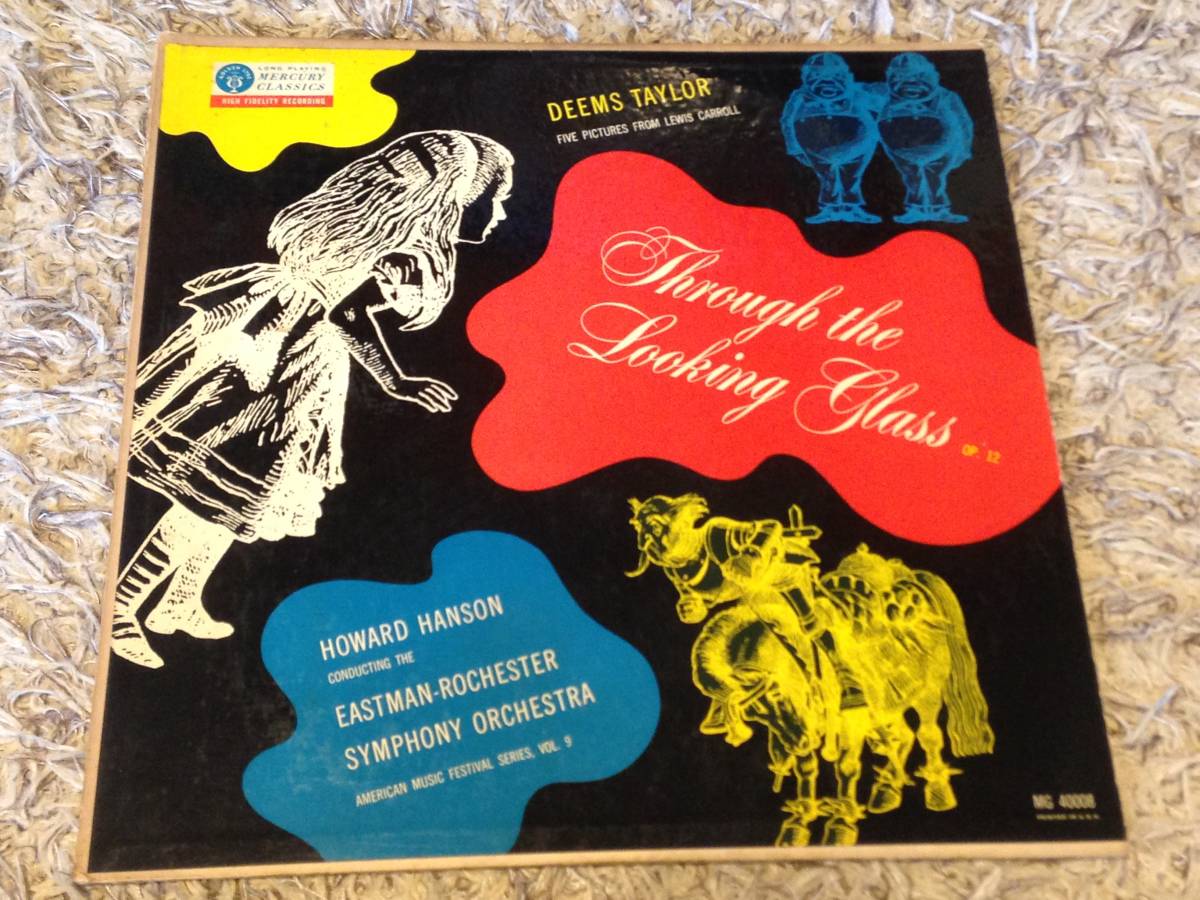 LONG PLAYING
MERCURY
CLASSICS
HIGH FIDELITY RECORDING
DEEMS TAYLOR
FIVE PICTURES FROM LEWIS CARROLL
Through the
Looking Glass OP. 12
HOWARD HANSON
CONDUCTING THE
EASTMAN-ROCHESTER
SYMPHONY ORCHESTRA
AMERICAN MUSIC FESTIVAL SERIES, VOL. 9
MG 40008